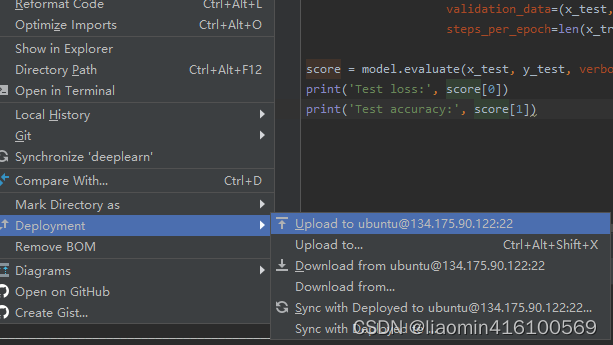 Reformat Code Ctrl+Alt+L
Optimize Imports Ctrl+Alt+O
Show in Explorer
Directory Path Ctrl+Alt+F12
Open in Terminal
Local History
Git
Synchronize 'deeplearn'
Compare With... Ctrl+D
Mark Directory as
Deployment
Remove BOM
Diagrams
Open on GitHub
Create Gist...
validation_data=(x_test,
steps_per_epoch=len(x_tr
score = model.evaluate(x_test, y_test, verbo
print('Test loss:', score[0])
print('Test accuracy:', score[1])
Upload to ubuntu@134.175.90.122:22
Upload to... Ctrl+Alt+Shift+X
Download from ubuntu@134.175.90.122:22
Download from...
Sync with Deployed to ubuntu@134.175.90.122:22...
Sync with Deployed
CSDN @liaomin416100569